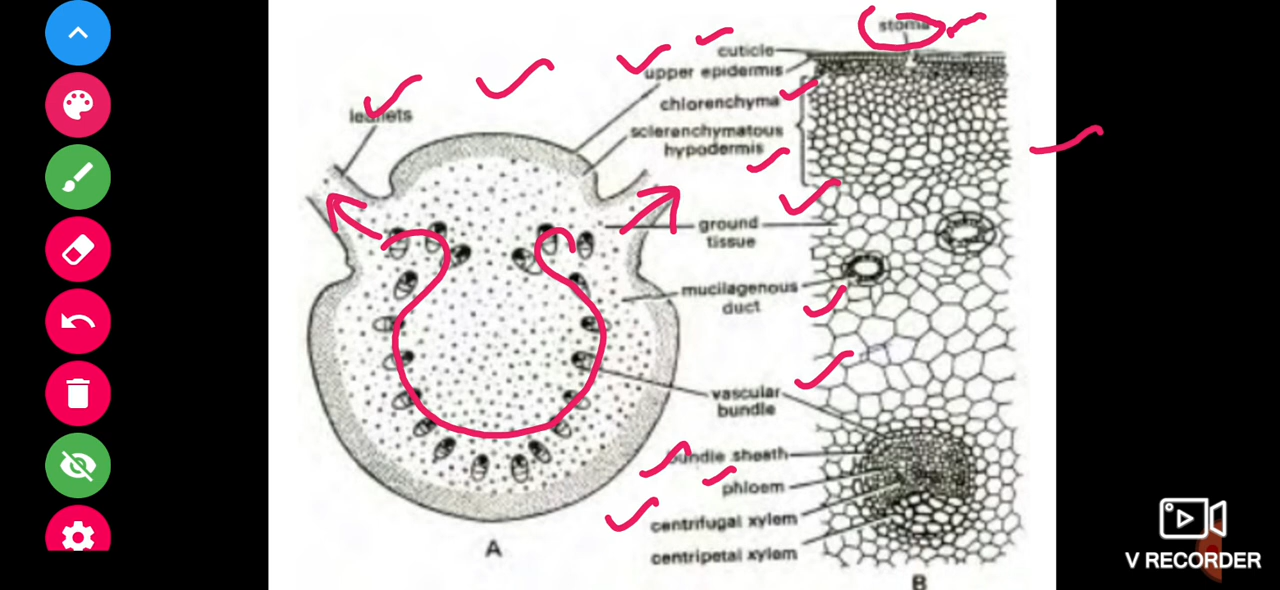 stoma
cuticle
upper epidermis
leaflets
chlorenchyma
sclerenchymatous
hypodermis
ground
tissue
mucilagenous
duct
vascular
bundle
bundle sheath
phloem
centrifugal xylem
centripetal xylem
A
B
V RECORDER